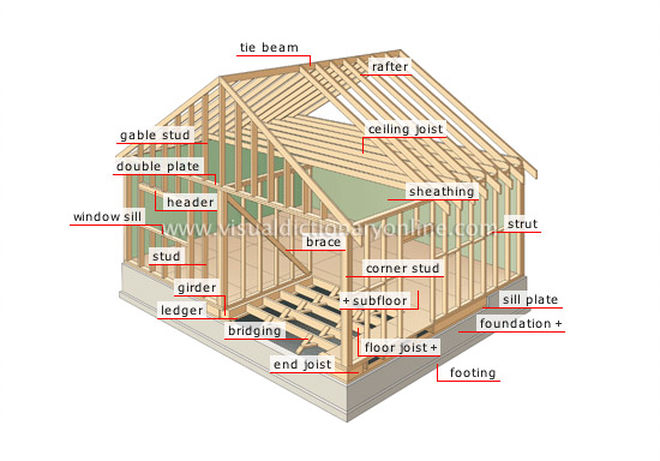 tie beam
rafter
gable stud
ceiling joist
double plate
sheathing
header
window sill
www.visualdictionaryonline.com
strut
brace
stud
corner stud
girder
+ subfloor
sill plate
ledger
bridging
foundation +
floor joist +
end joist
footing